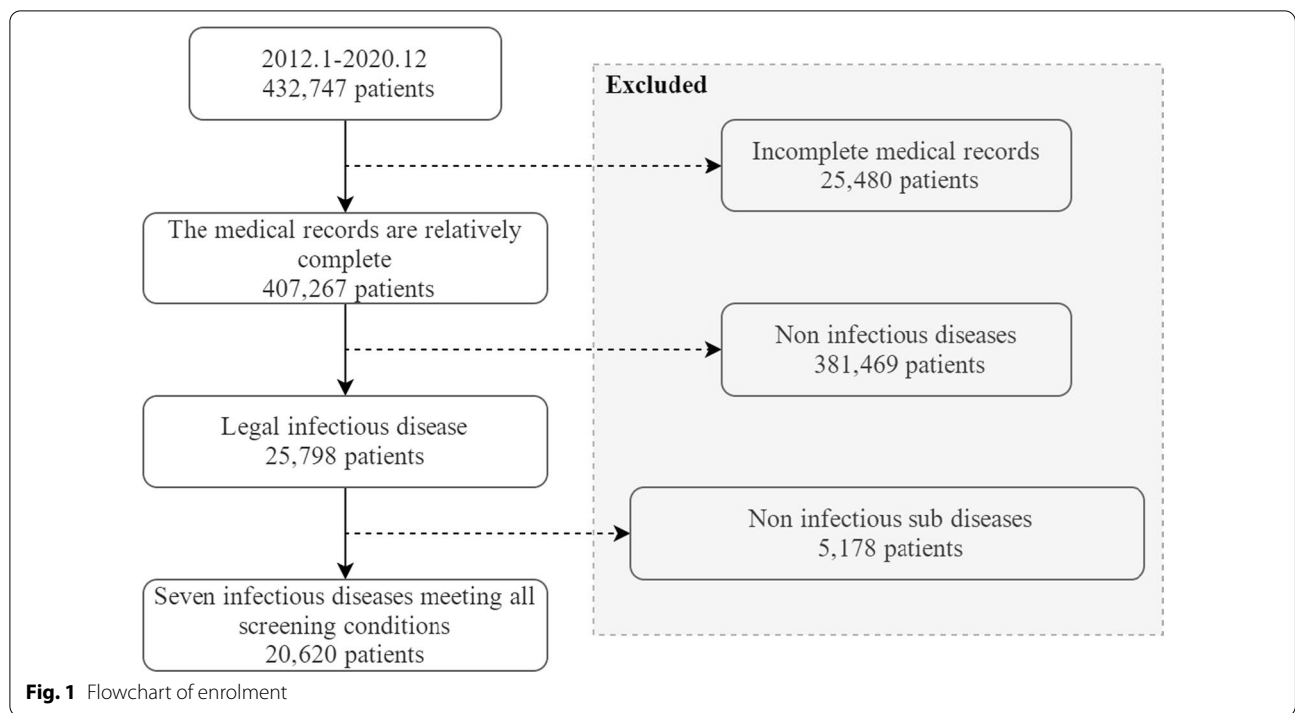 2012.1-2020.12
432,747 patients
Excluded
Incomplete medical records
25,480 patients
The medical records are relatively
complete
407,267 patients
Non infectious diseases
381,469 patients
Legal infectious disease
25,798 patients
Non infectious sub diseases
5,178 patients
Seven infectious diseases meeting all
screening conditions
20,620 patients
Fig. 1 Flowchart of enrolment